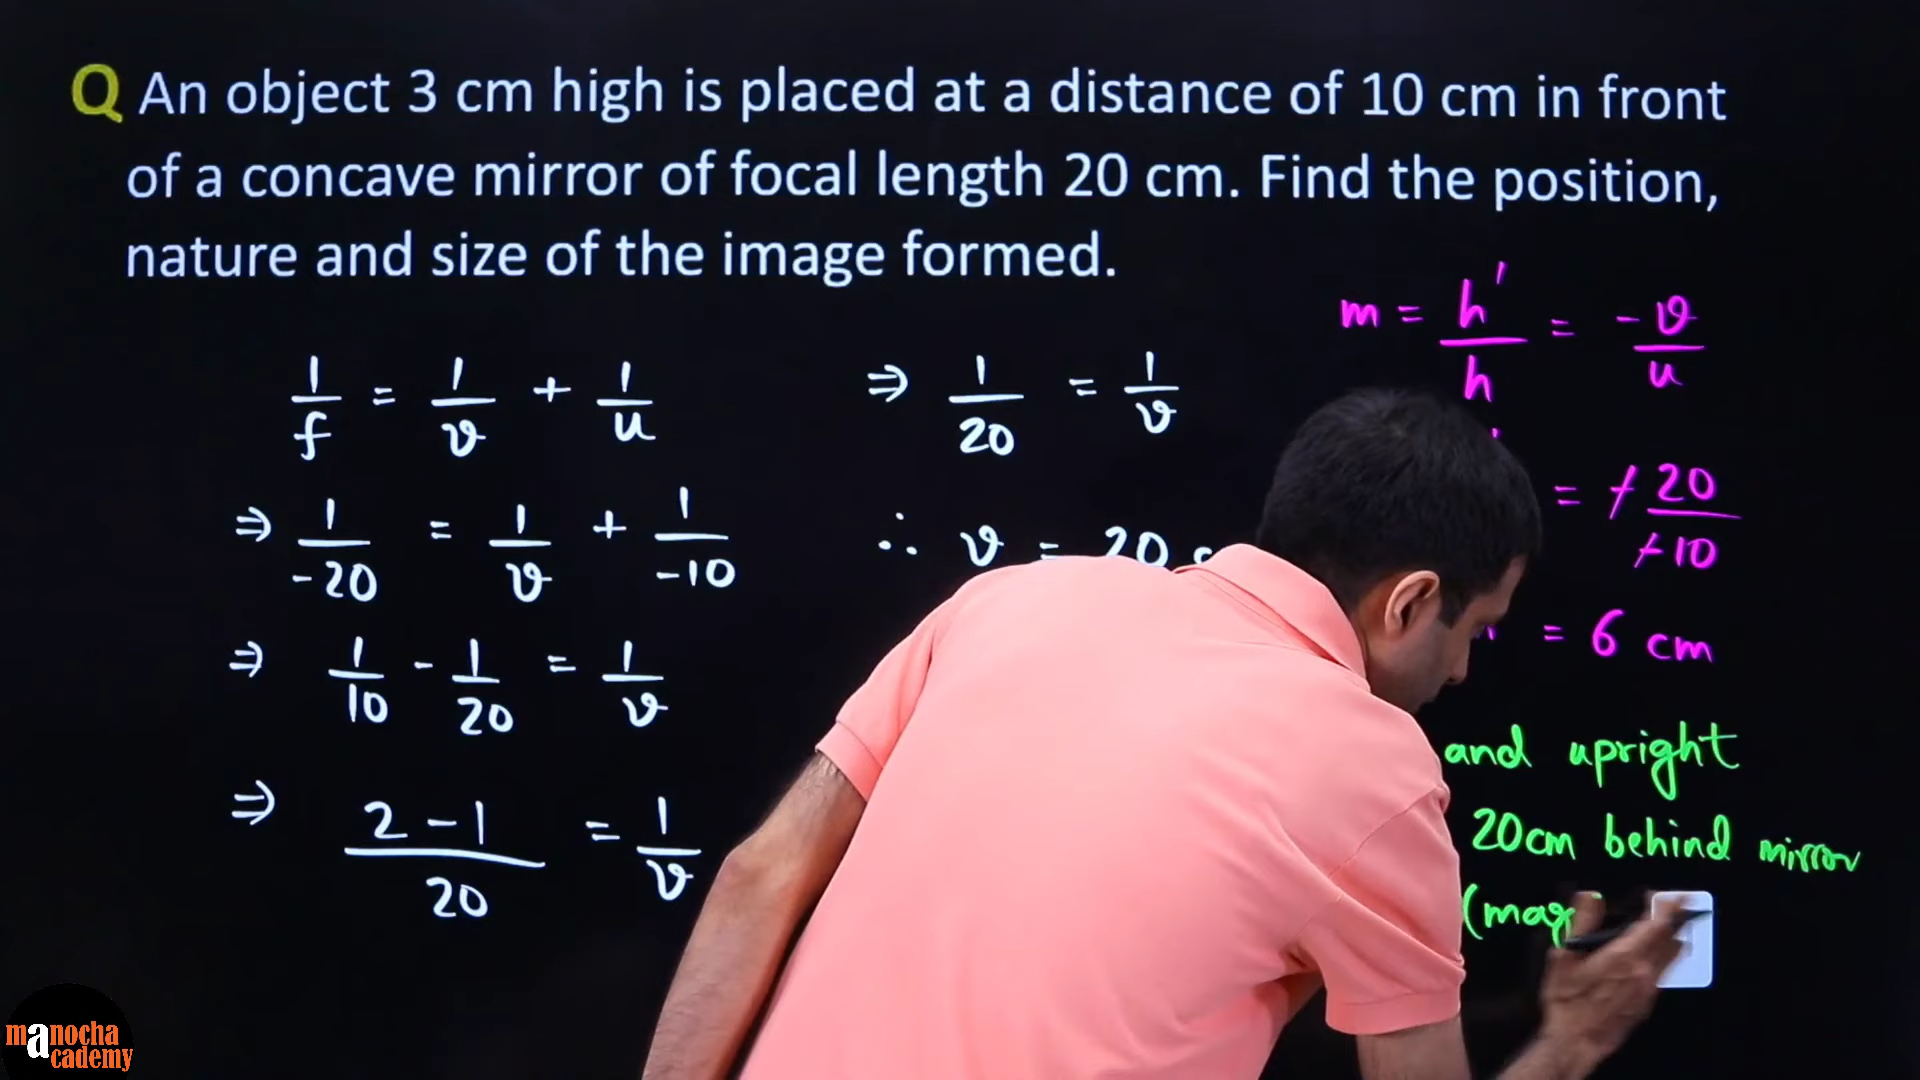 Q An object 3 cm high is placed at a distance of 10 cm in front
of a concave mirror of focal length 20 cm. Find the position,
nature and size of the image formed.
1/f = 1/v + 1/u
⇒ 1/-20 = 1/v + 1/-10
⇒ 1/10 - 1/20 = 1/v
⇒ 2 - 1/20 = 1/v
⇒ 1/20 = 1/v
∴ v = 20
m = h'/h = -v/u
= - 20/-10
= 6 cm
and upright
20cm behind mirror
manocha
academy